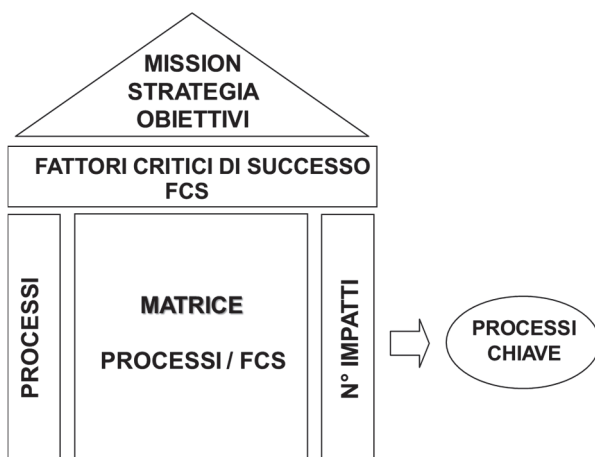 MISSION
STRATEGIA
OBIETTIVI
FATTORI CRITICI DI SUCCESSO
FCS
PROCESSI
MATRICE
PROCESSI / FCS
N° IMPATTI
PROCESSI
CHIAVE